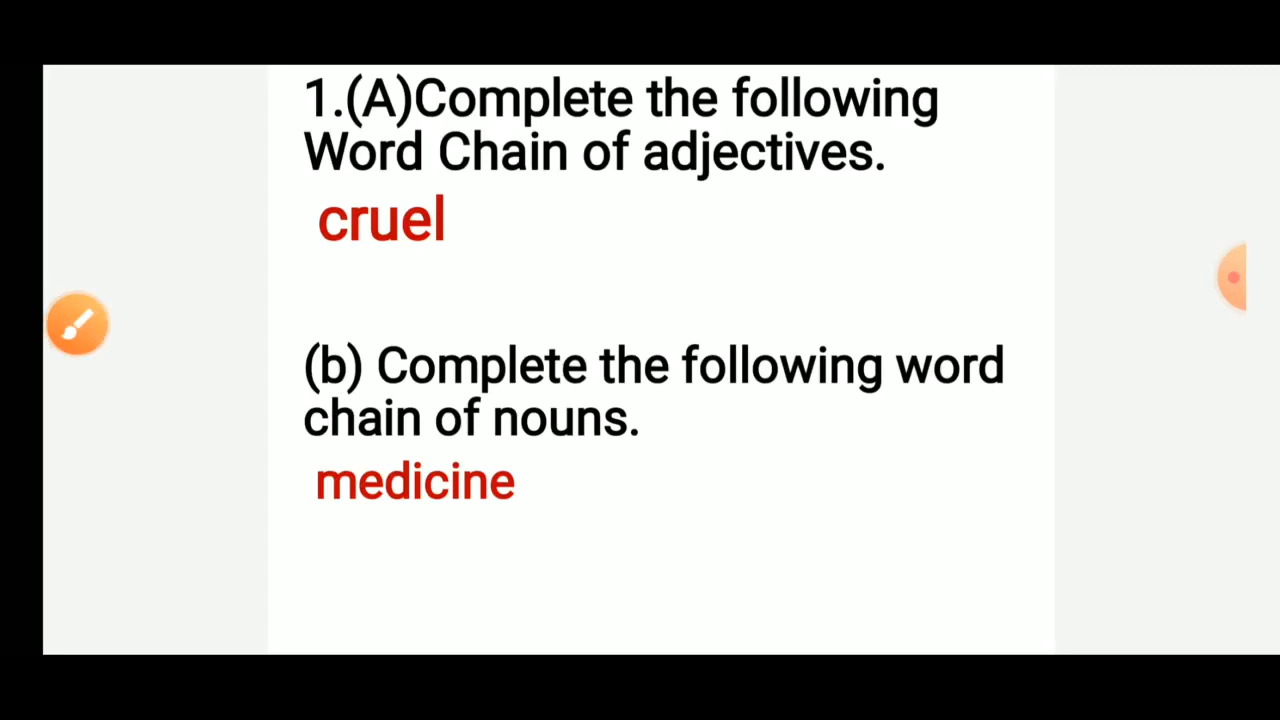 1.(A)Complete the following
Word Chain of adjectives.
cruel
(b) Complete the following word
chain of nouns.
medicine